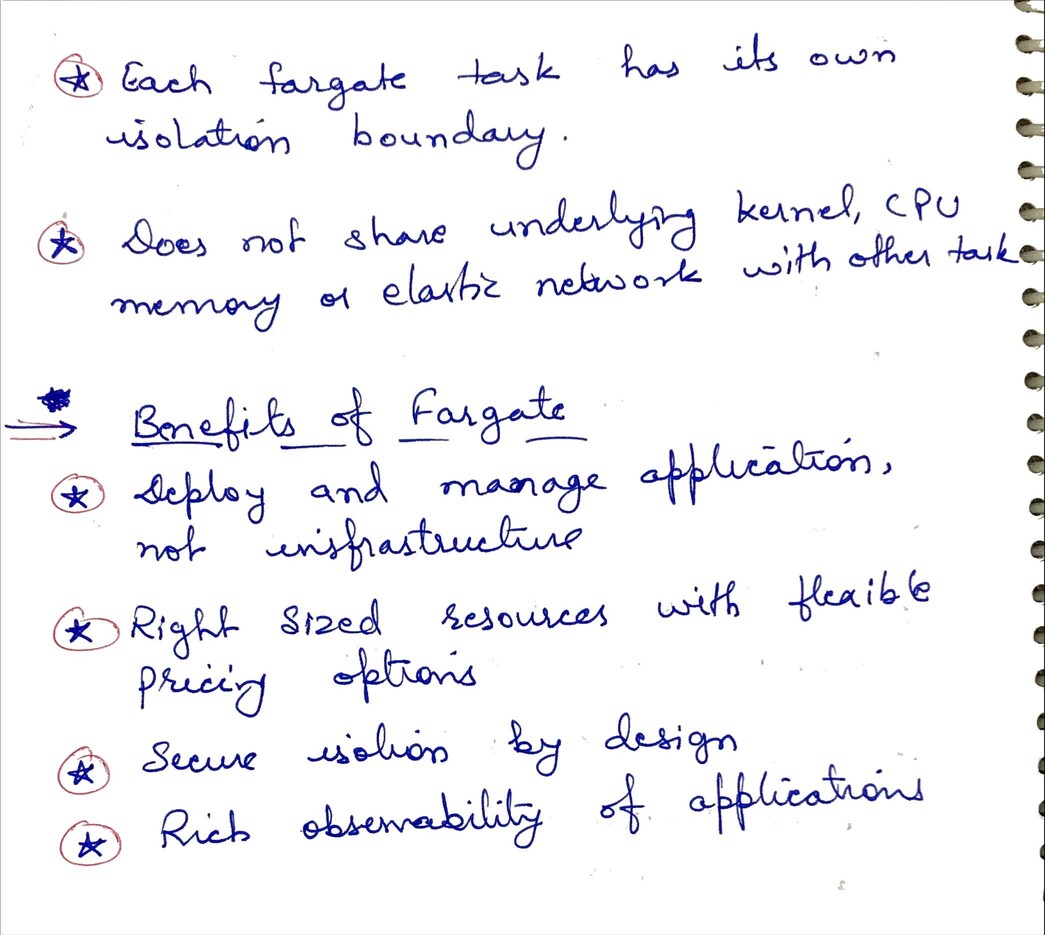 Each fargate task has its own
isolation boundary.
Does not share underlying kernel, CPU
memory or elastic network with other task
Benefits of Fargate
Deploy and manage application,
not insfrastructure
Right Sized resources with flexible
pricing options
Secure isolion by design
Rich observability of applications